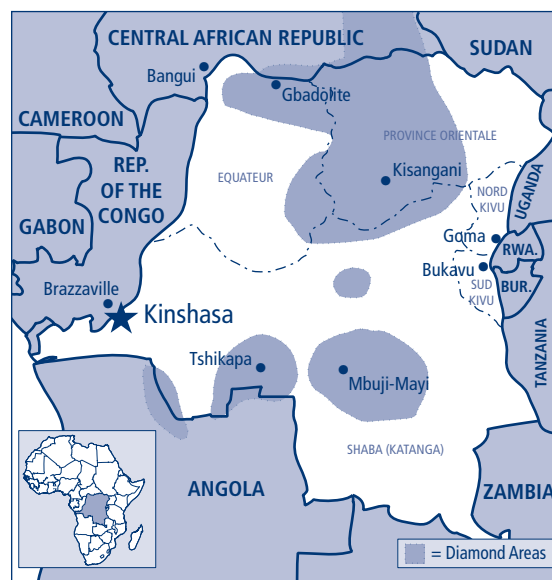 CENTRAL AFRICAN REPUBLIC
SUDAN
Bangui
Gbadolite
CAMEROON
PROVINCE ORIENTALE
REP.
OF THE
CONGO
EQUATEUR
Kisangani
NORD
KIVU
UGANDA
GABON
Goma
RWA.
Bukavu
SUD
KIVU
BUR.
Brazzaville
Kinshasa
TANZANIA
Tshikapa
Mbuji-Mayi
SHABA (KATANGA)
ANGOLA
ZAMBIA
= Diamond Areas